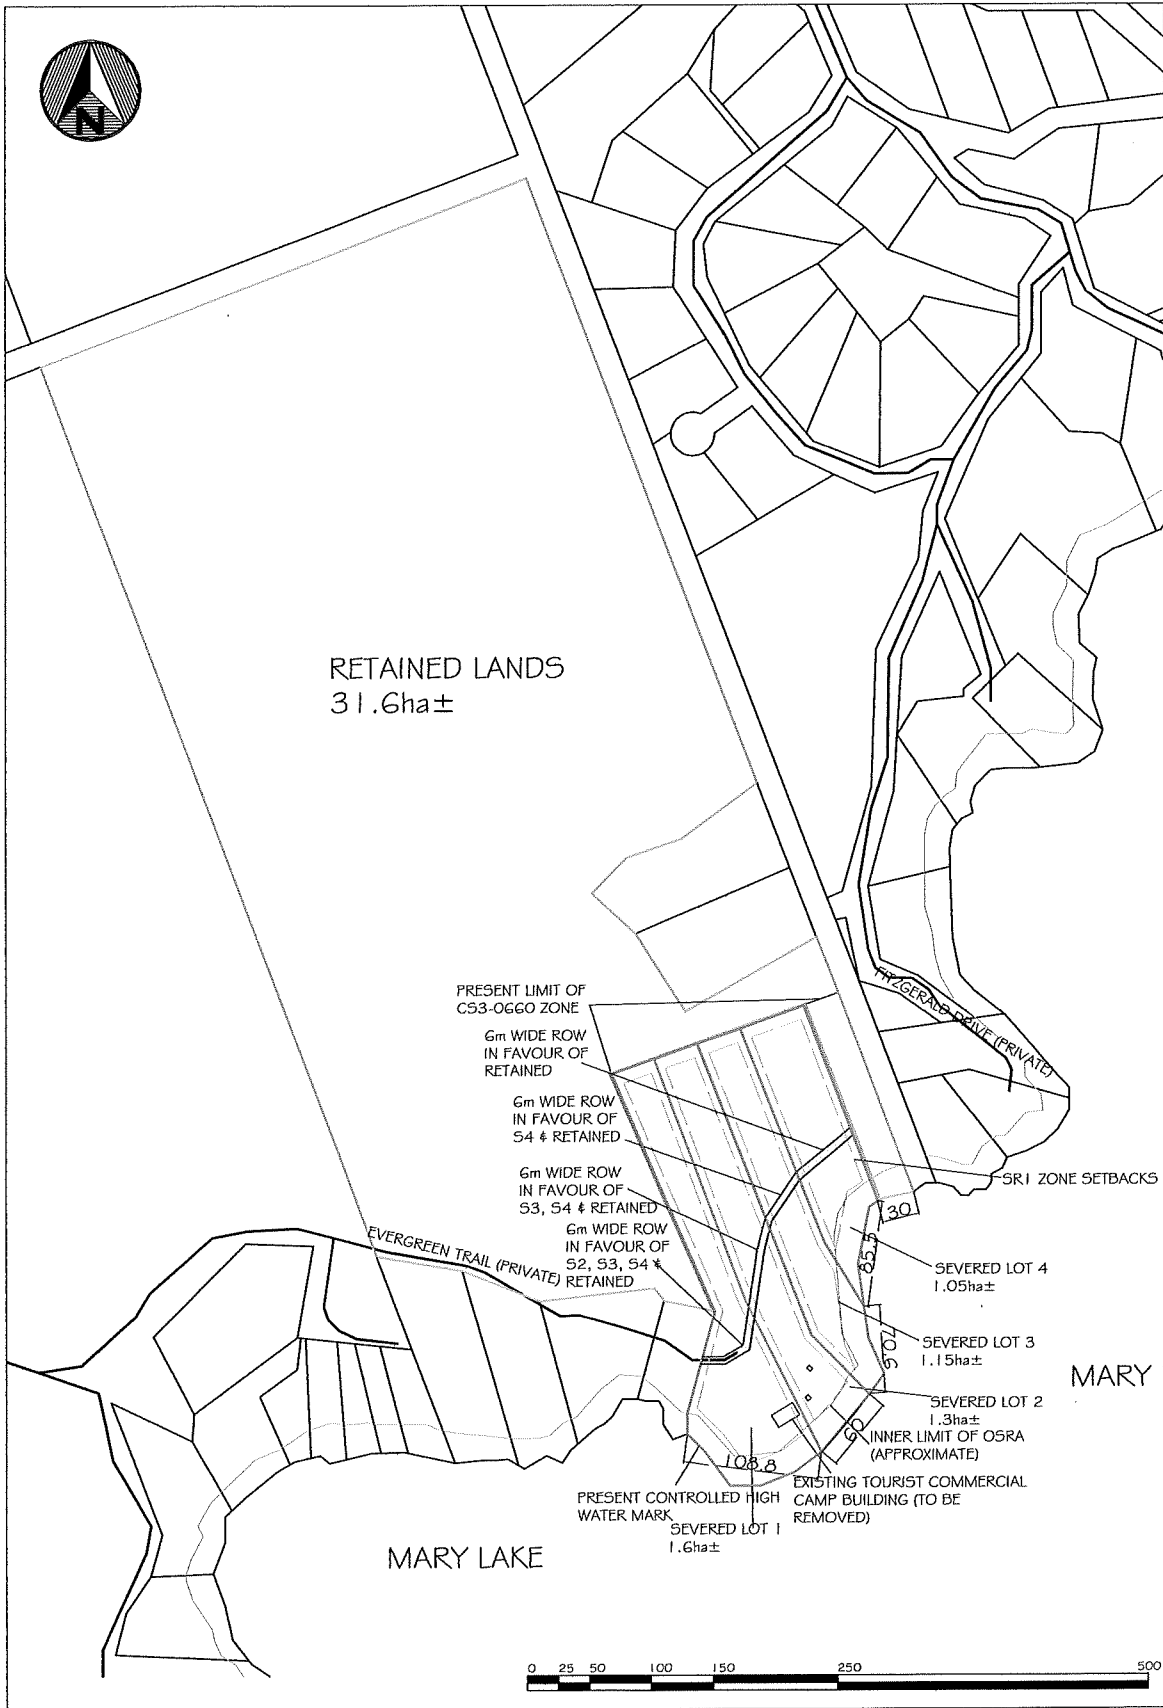 N
RETAINED LANDS
31.6ha±
FITZGERALD DRIVE (PRIVATE)
PRESENT LIMIT OF
CS3-0660 ZONE
6m WIDE ROW
IN FAVOUR OF
RETAINED
6m WIDE ROW
IN FAVOUR OF
S4 & RETAINED
6m WIDE ROW
IN FAVOUR OF
S3, S4 & RETAINED
6m WIDE ROW
IN FAVOUR OF
S2, S3, S4 &
RETAINED
EVERGREEN TRAIL (PRIVATE)
SR1 ZONE SETBACKS
30
85.5
SEVERED LOT 4
1.05ha±
70.6
SEVERED LOT 3
1.15ha±
MARY
SEVERED LOT 2
1.3ha±
60
INNER LIMIT OF OSRA
(APPROXIMATE)
108.8
EXISTING TOURIST COMMERCIAL
CAMP BUILDING (TO BE
REMOVED)
PRESENT CONTROLLED HIGH
WATER MARK
SEVERED LOT 1
1.6ha±
MARY LAKE
0 25 50 100 150 250 500